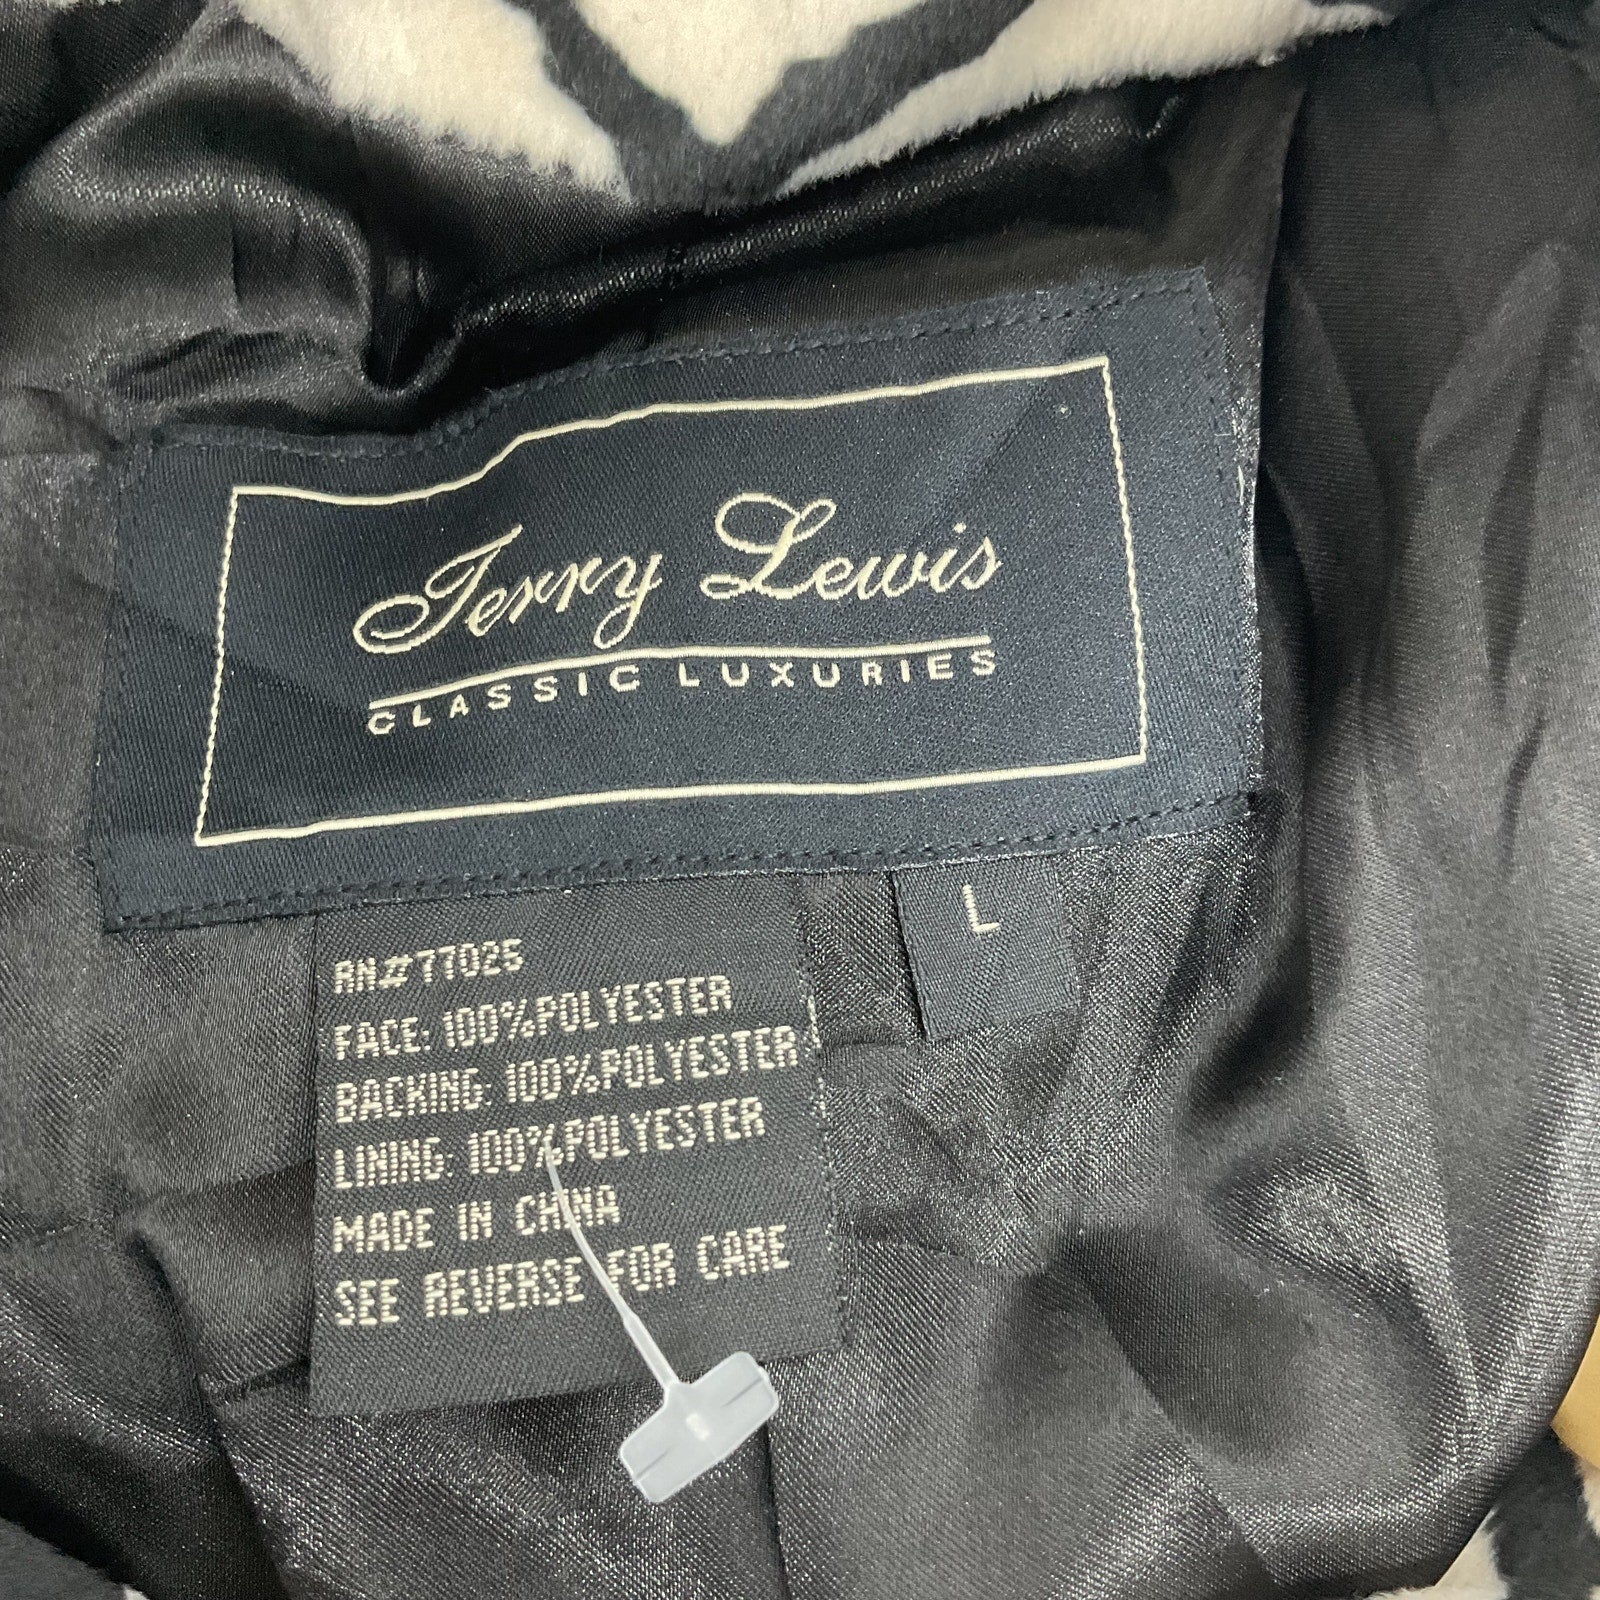 Terry Lewis
CLASSIC LUXURIES
L
RN#77025
FACE: 100%POLYESTER
BACKING: 100%POLYESTER
LINING: 100%POLYESTER
MADE IN CHINA
SEE REVERSE FOR CARE